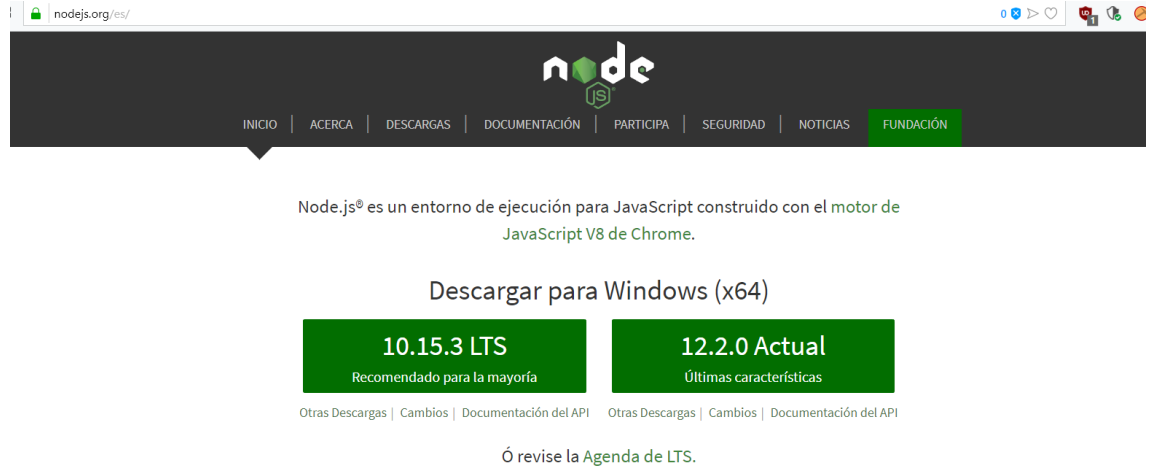 nodejs.org/es/
0
UD
1
node
JS
INICIO | ACERCA | DESCARGAS | DOCUMENTACIÓN | PARTICIPA | SEGURIDAD | NOTICIAS FUNDACIÓN
Node.js® es un entorno de ejecución para JavaScript construido con el motor de
JavaScript V8 de Chrome.
Descargar para Windows (x64)
10.15.3 LTS
Recomendado para la mayoría
12.2.0 Actual
Últimas características
Otras Descargas | Cambios | Documentación del API
Otras Descargas | Cambios | Documentación del API
Ó revise la Agenda de LTS.